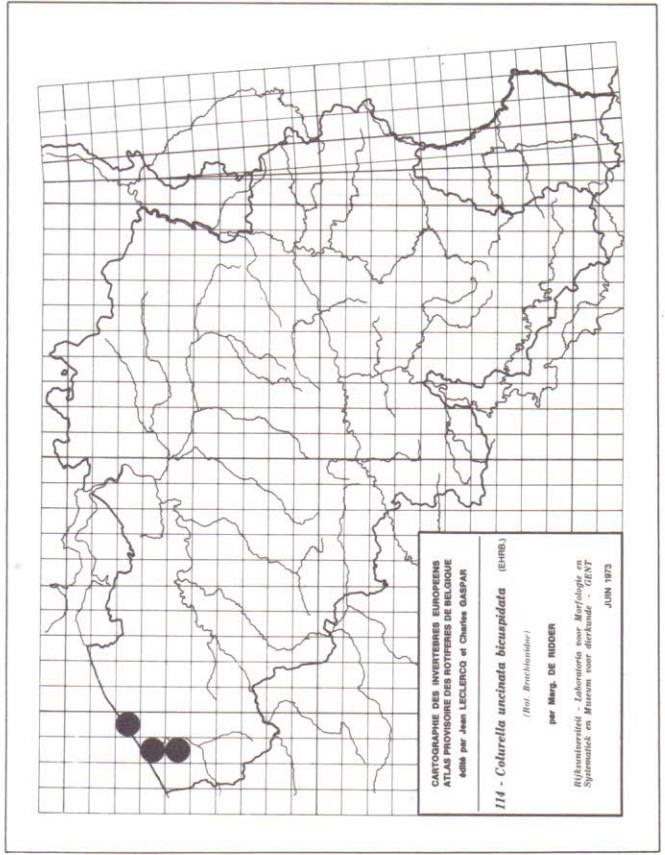 CARTOGRAPHIE DES INVERTEBRES EUROPEENS
ATLAS PROVISOIRE DES ROTIFERES DE BELGIQUE
édité par Jean LECLERCQ et Charles GASPAR
114 - Colurella uncinata bicuspidata (EHRB.)
(Rot. Brachionidae)
par Marg. DE RIDDER
Rijksuniversiteit - Laboratoria voor Morfologie en
Systematiek en Museum voor dierkunde - GENT
JUIN 1973